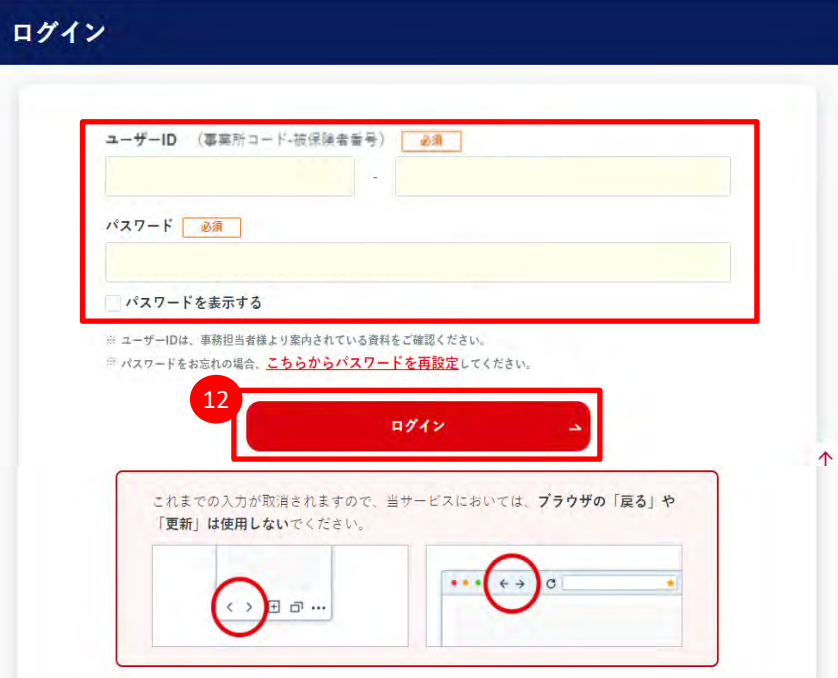 ログイン
ユーザーID （事業所コード-被保険者番号） 必須
-
パスワード 必須
パスワードを表示する
※ ユーザーIDは、事務担当者様より案内されている資料をご確認ください。
※ パスワードをお忘れの場合、こちらからパスワードを再設定してください。
12
ログイン
これまでの入力が取消されますので、当サービスにおいては、ブラウザの「戻る」や
「更新」は使用しないでください。